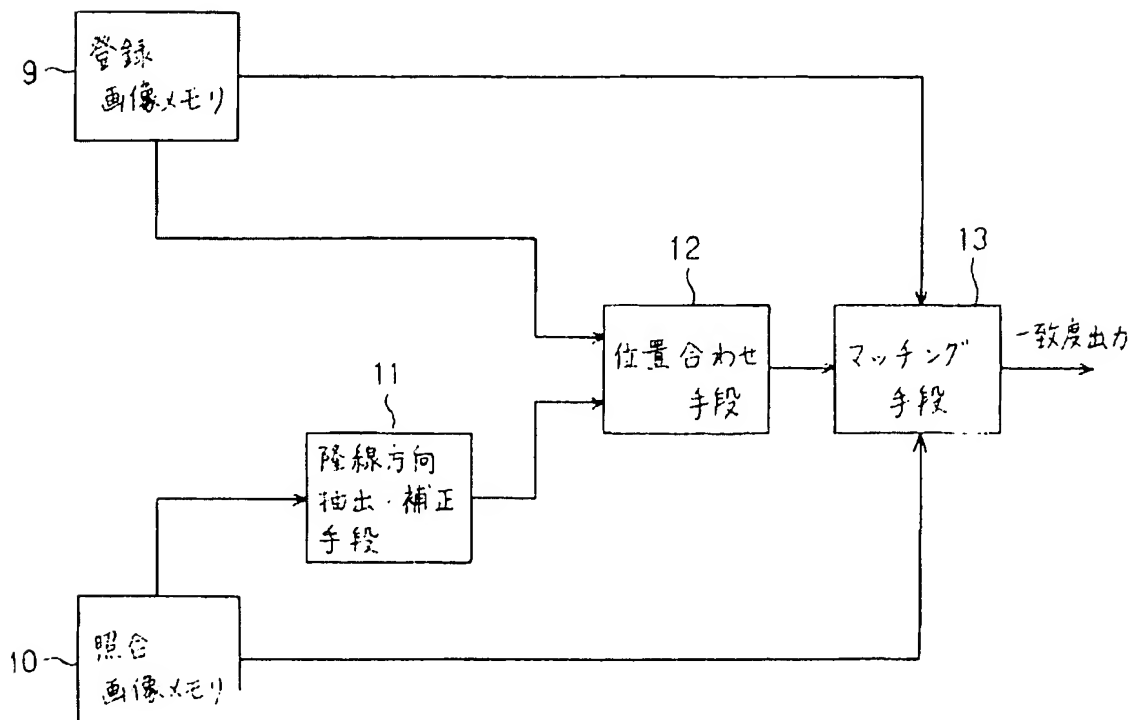 9
登録
画像メモリ
12
13
位置合わせ
手段
マッチング
手段
一致度出力
11
隆線方向
抽出・補正
手段
10
照合
画像メモリ